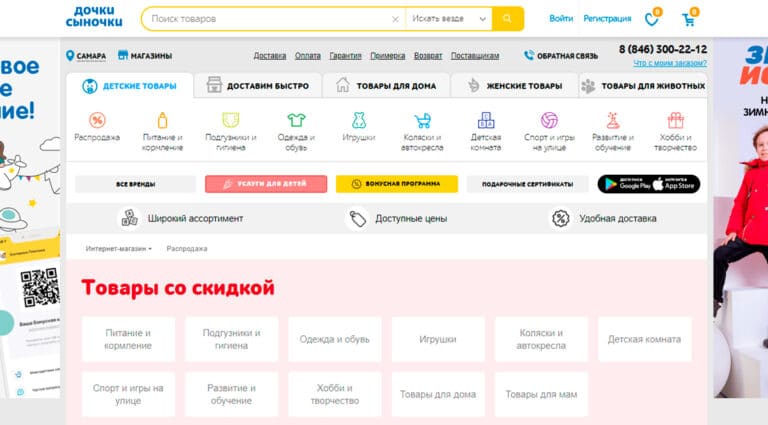 дочки
сыночки
Поиск товаров
Искать везде
Войти
Регистрация
0
0
САМАРА
МАГАЗИНЫ
Доставка
Оплата
Гарантия
Примерка
Возврат
Поставщикам
ОБРАТНАЯ СВЯЗЬ
8 (846) 300-22-12
Что с моим заказом?
ДЕТСКИЕ ТОВАРЫ
ДОСТАВИМ БЫСТРО
ТОВАРЫ ДЛЯ ДОМА
ЖЕНСКИЕ ТОВАРЫ
ТОВАРЫ ДЛЯ ЖИВОТНЫХ
Распродажа
Питание и
кормление
Подгузники и
гигиена
Одежда и
обувь
Игрушки
Коляски и
автокресла
Детская
комната
Спорт и игры
на улице
Развитие и
обучение
Хобби и
творчество
ВСЕ БРЕНДЫ
УСЛУГИ ДЛЯ ДЕТЕЙ
БОНУСНАЯ ПРОГРАММА
ПОДАРОЧНЫЕ СЕРТИФИКАТЫ
Google Play
App Store
Широкий ассортимент
Доступные цены
Удобная доставка
Интернет-магазин
Распродажа
Товары со скидкой
Питание и
кормление
Подгузники и
гигиена
Одежда и обувь
Игрушки
Коляски и
автокресла
Детская комната
Спорт и игры на
улице
Развитие и
обучение
Хобби и
творчество
Товары для дома
Товары для мам
вое
е
ние!
ЗИ
ИС
Н
ЗИМН